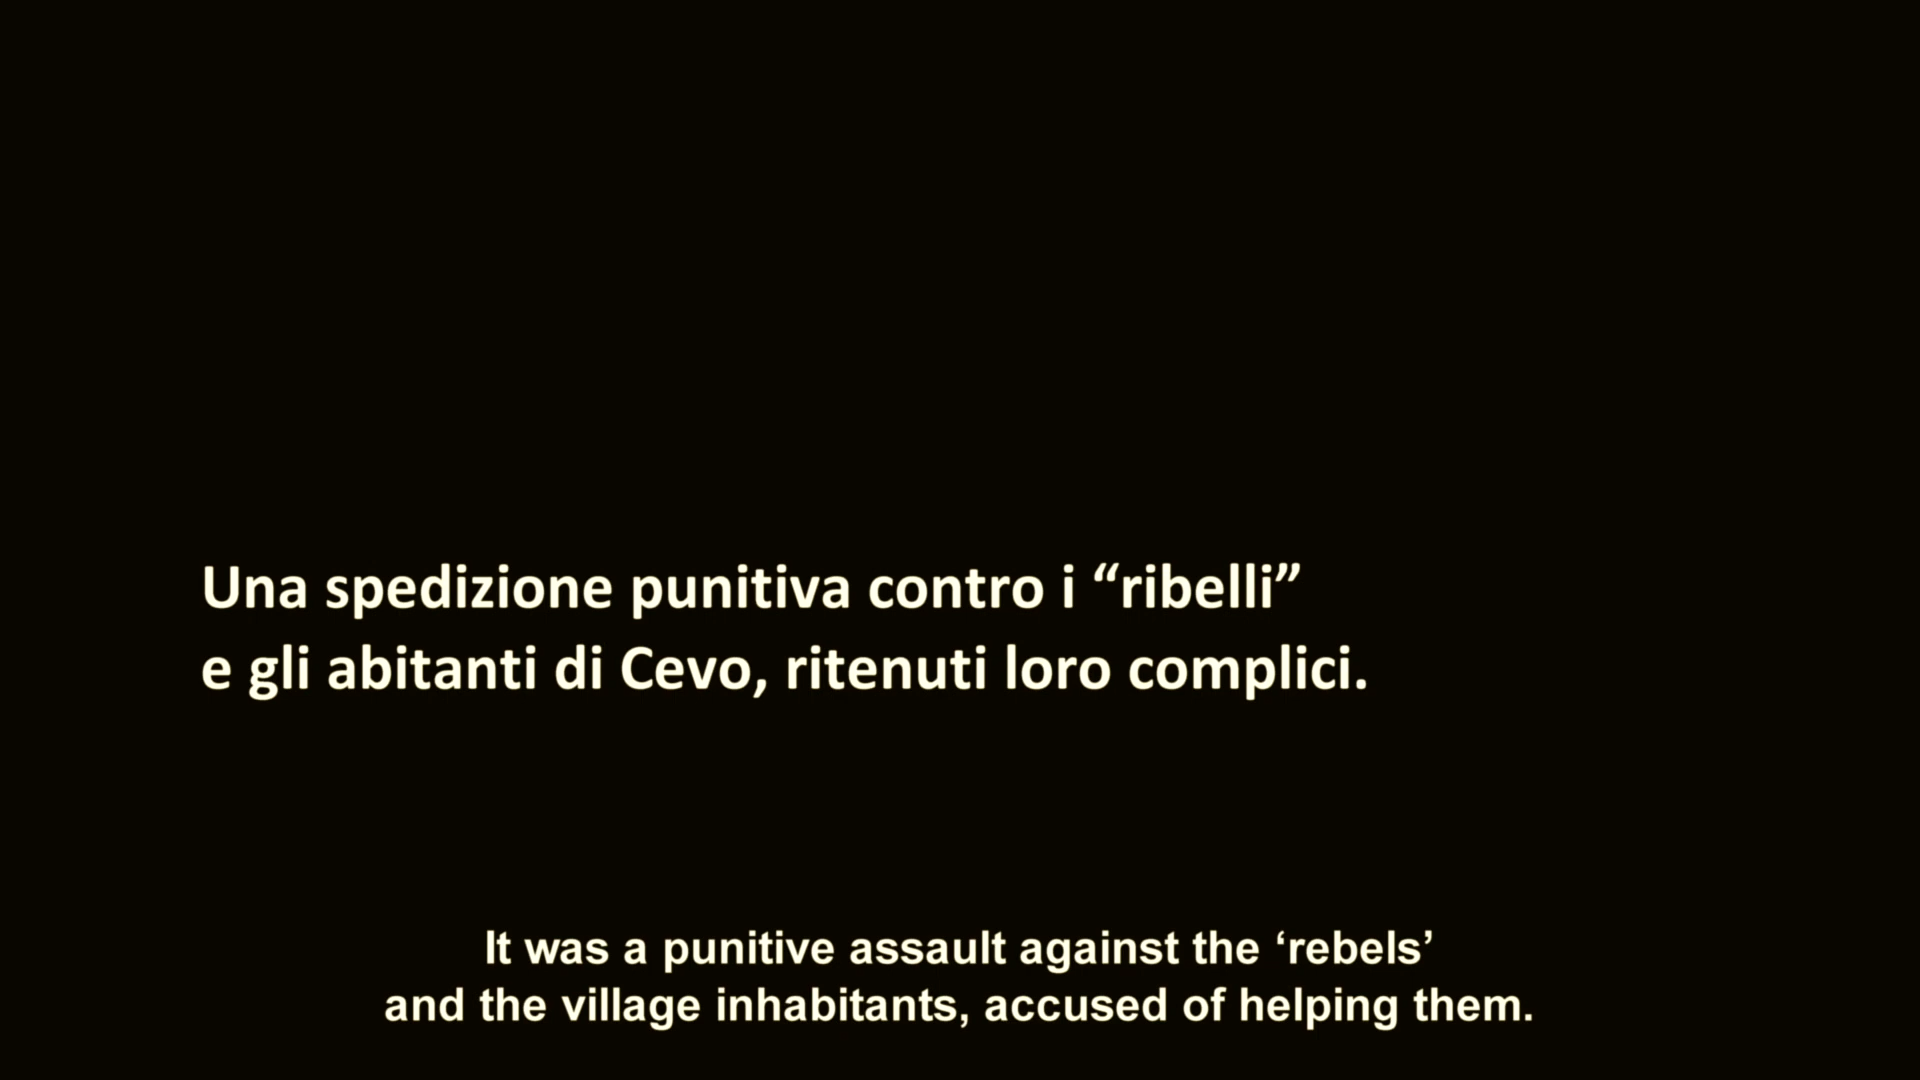 Una spedizione punitiva contro i “ribelli”
e gli abitanti di Cevo, ritenuti loro complici.
It was a punitive assault against the ‘rebels’
and the village inhabitants, accused of helping them.